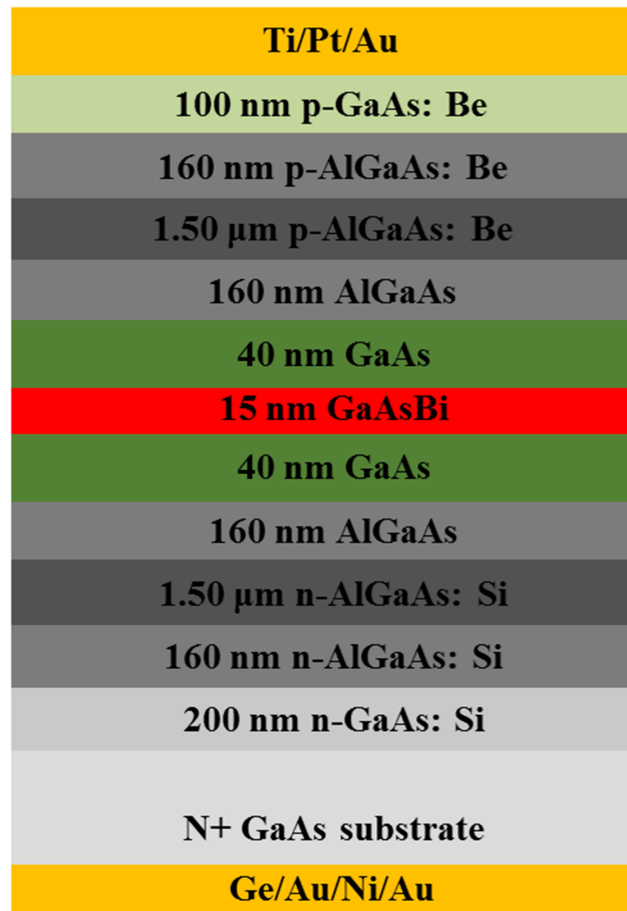 Ti/Pt/Au
100 nm p-GaAs: Be
160 nm p-AlGaAs: Be
1.50 μm p-AlGaAs: Be
160 nm AlGaAs
40 nm GaAs
15 nm GaAsBi
40 nm GaAs
160 nm AlGaAs
1.50 μm n-AlGaAs: Si
160 nm n-AlGaAs: Si
200 nm n-GaAs: Si
N+ GaAs substrate
Ge/Au/Ni/Au